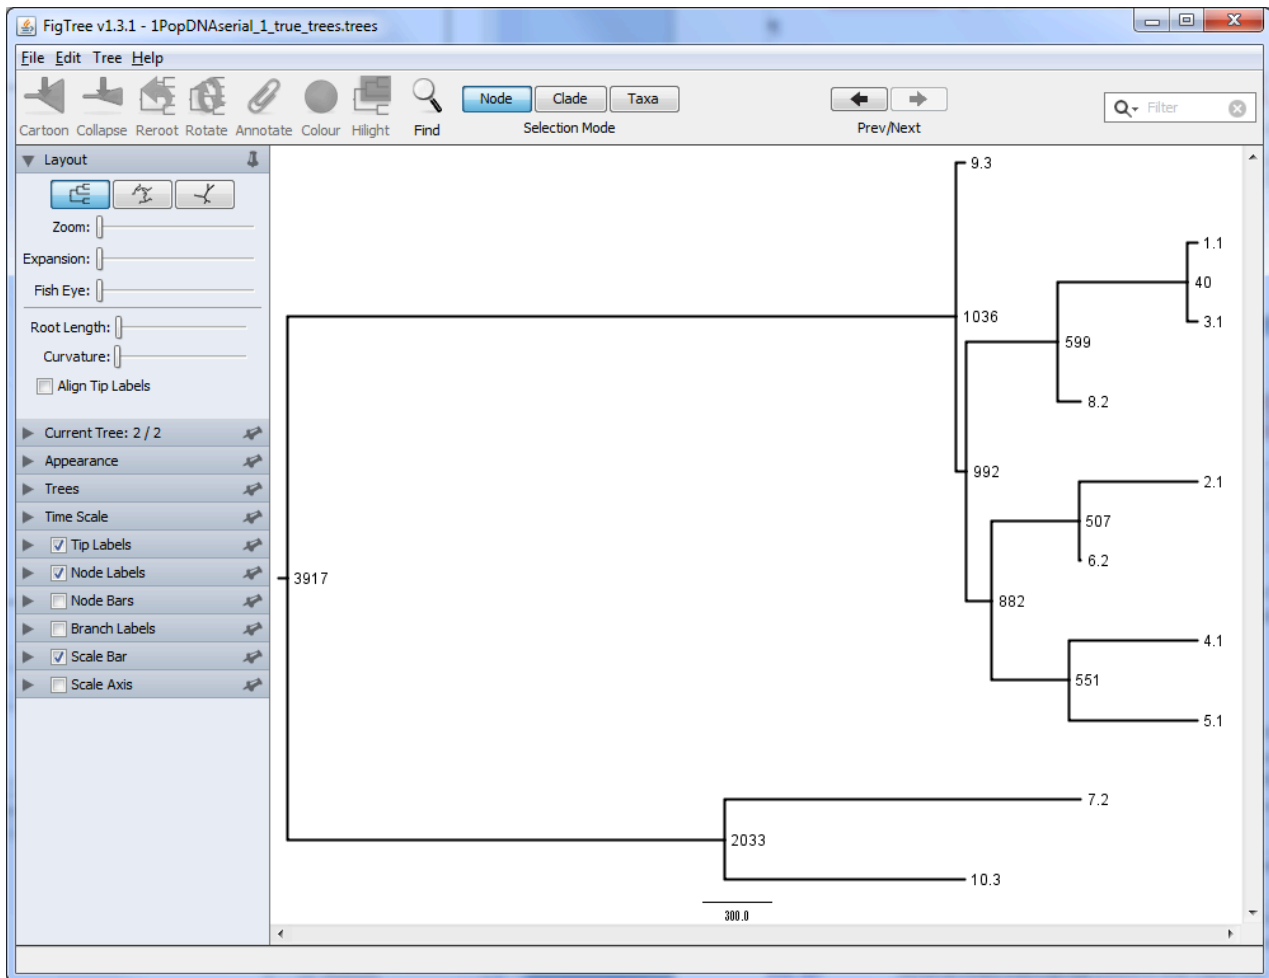 FigTree v1.3.1 - 1PopDNAserial_1_true_trees.trees
File Edit Tree Help
Cartoon Collapse Reroot Rotate Annotate Colour Hilight Find
Node Clade Taxa
Selection Mode
Prev/Next
Filter
Layout
Zoom:
Expansion:
Fish Eye:
Root Length:
Curvature:
Align Tip Labels
Current Tree: 2 / 2
Appearance
Trees
Time Scale
Tip Labels
Node Labels
Node Bars
Branch Labels
Scale Bar
Scale Axis
9.3
1.1
40
3.1
1036
599
8.2
992
2.1
507
6.2
3917
882
4.1
551
5.1
7.2
2033
10.3
300.0